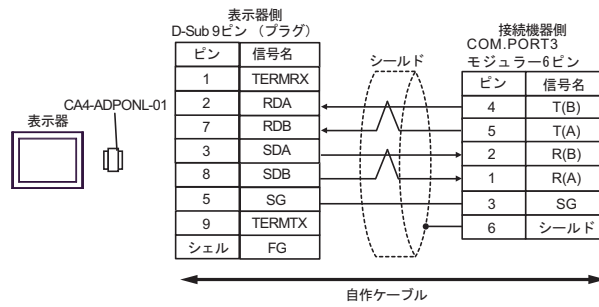 表示器側
D-Sub 9ピン （プラグ）
ピン 信号名
1 TERMRX
2 RDA
7 RDB
3 SDA
8 SDB
5 SG
9 TERMTX
シェル FG
CA4-ADPONL-01
表示器
シールド
接続機器側
COM.PORT3
モジュラー6ピン
ピン 信号名
4 T(B)
5 T(A)
2 R(B)
1 R(A)
3 SG
6 シールド
自作ケーブル